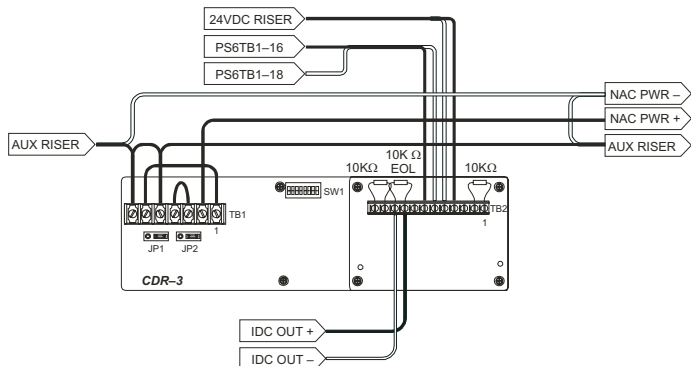 24VDC RISER
PS6TB1–16
PS6TB1–18
NAC PWR –
NAC PWR +
AUX RISER
AUX RISER
10K Ω
EOL
10KΩ
10KΩ
SW1
TB1
TB2
1
1
JP1
JP2
CDR–3
IDC OUT +
IDC OUT –